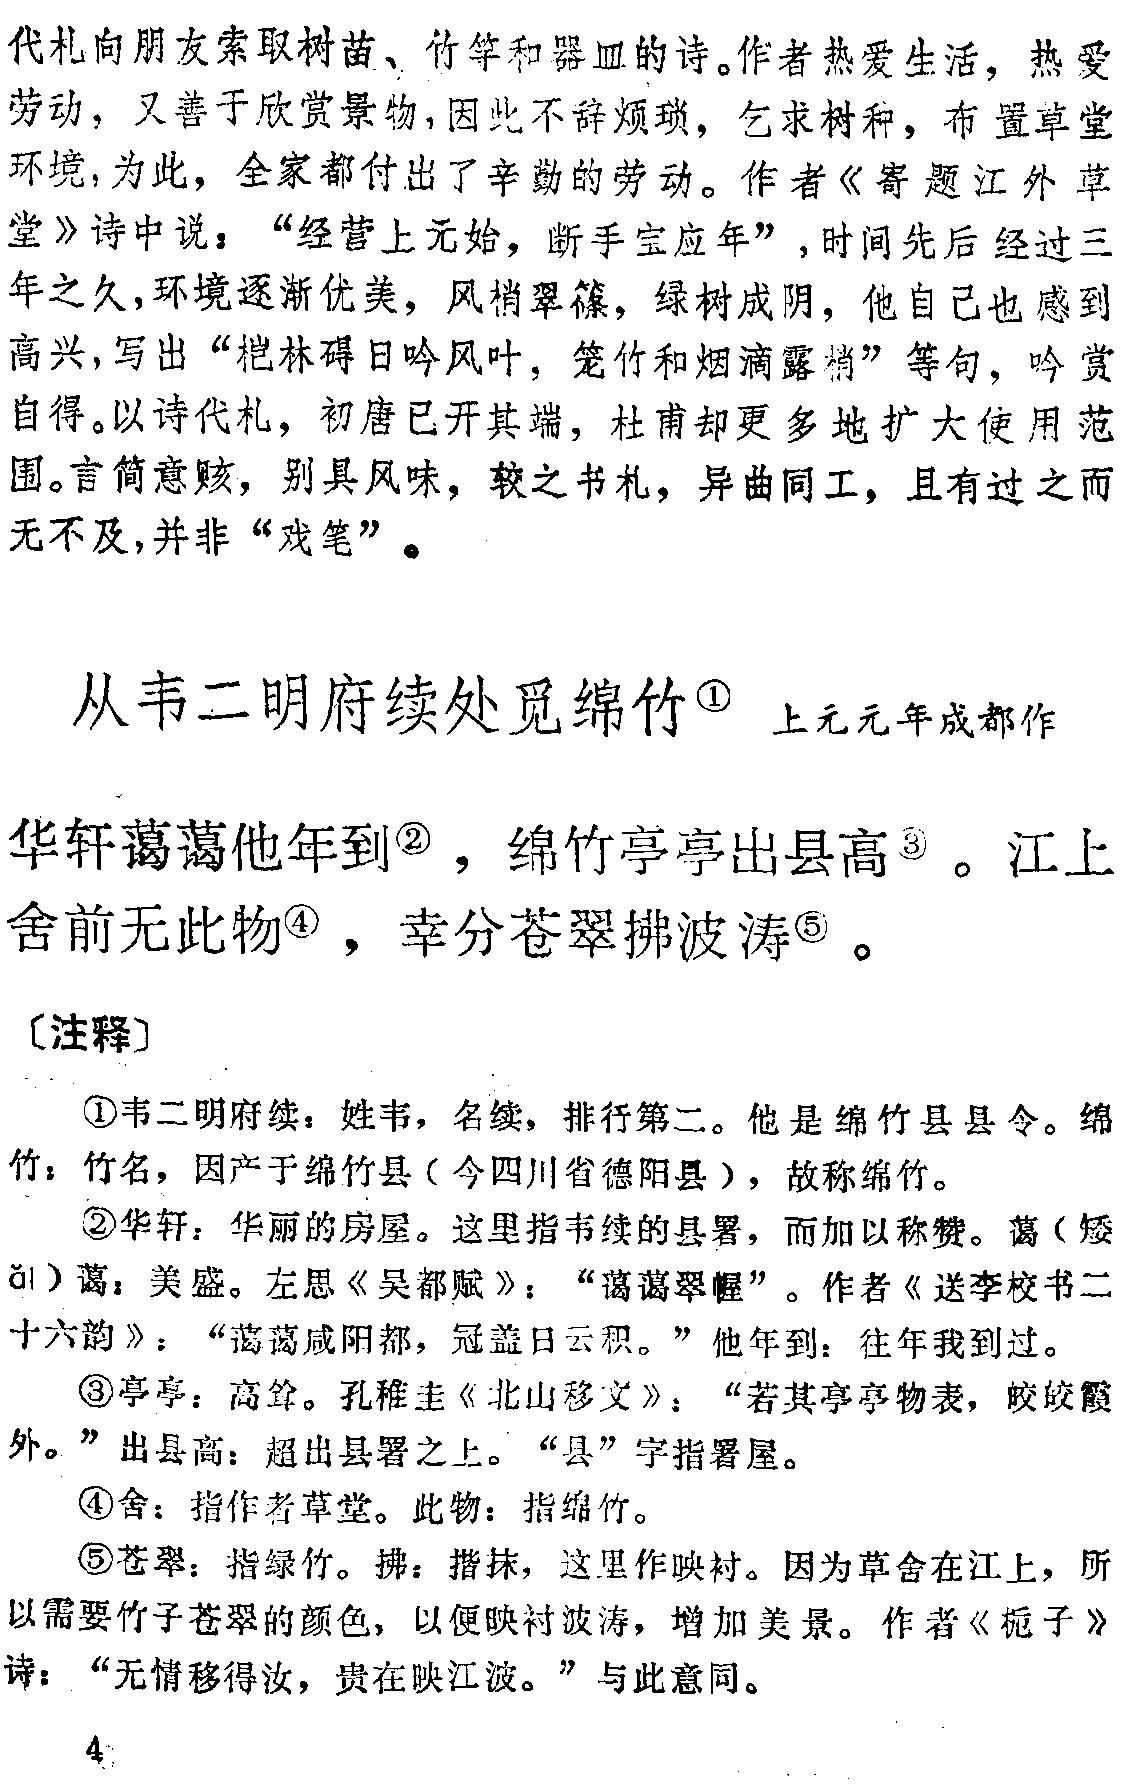 代札向朋友索取树苗、竹竿和器皿的诗。作者热爱生活，热爱
劳动，又善于欣赏景物，因此不辞烦琐，乞求树种，布置草堂
环境，为此，全家都付出了辛勤的劳动。作者《寄题江外草
堂》诗中说：“经营上元始，断手宝应年”，时间先后经过三
年之久，环境逐渐优美，风梢翠篠，绿树成阴，他自己也感到
高兴，写出“桤林碍日吟风叶，笼竹和烟滴露梢”等句，吟赏
自得。以诗代札，初唐已开其端，杜甫却更多地扩大使用范
围。言简意赅，别具风味，较之书札，异曲同工，且有过之而
无不及，并非“戏笔”。
从韦二明府续处觅绵竹① 上元元年成都作
华轩蔼蔼他年到②，绵竹亭亭出县高③。江上
舍前无此物④，幸分苍翠拂波涛⑤。
〔注释〕
①韦二明府续：姓韦，名续，排行第二。他是绵竹县县令。绵
竹：竹名，因产于绵竹县（今四川省德阳县），故称绵竹。
②华轩：华丽的房屋。这里指韦续的县署，而加以称赞。蔼（矮
ǎi）蔼：美盛。左思《吴都赋》：“蔼蔼翠幄”。作者《送李校书二
十六韵》：“蔼蔼咸阳都，冠盖日云积。”他年到：往年我到过。
③亭亭：高耸。孔稚圭《北山移文》：“若其亭亭物表，皎皎霞
外。”出县高：超出县署之上。“县”字指署屋。
④舍：指作者草堂。此物：指绵竹。
⑤苍翠：指绿竹。拂：揩抹，这里作映衬。因为草舍在江上，所
以需要竹子苍翠的颜色，以便映衬波涛，增加美景。作者《栀子》
诗：“无情移得汝，贵在映江波。”与此意同。
4